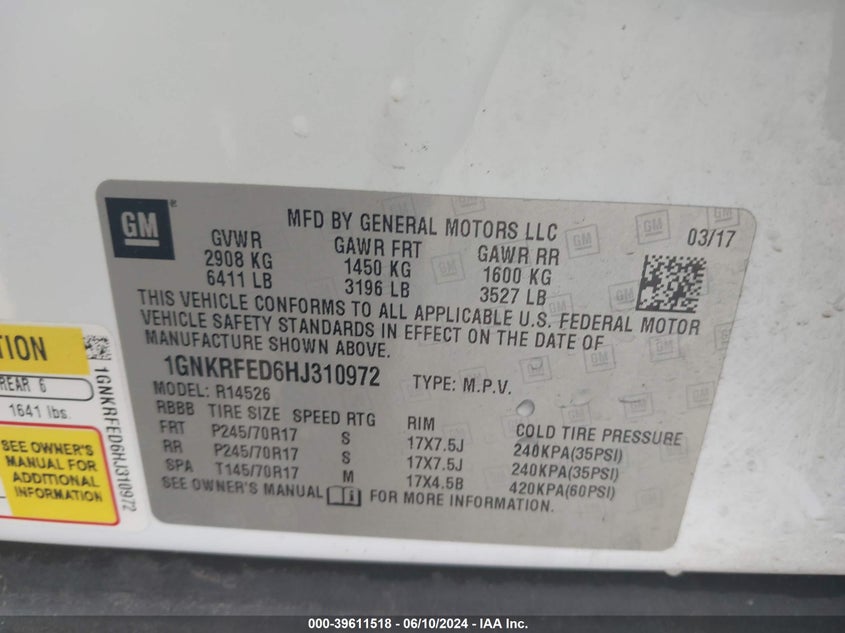 GM ®
MFD BY GENERAL MOTORS LLC
03/17
GVWR GAWR FRT GAWR RR
2908 KG 1450 KG 1600 KG
6411 LB 3196 LB 3527 LB
THIS VEHICLE CONFORMS TO ALL APPLICABLE U.S. FEDERAL MOTOR
VEHICLE SAFETY STANDARDS IN EFFECT ON THE DATE OF
MANUFACTURE SHOWN ABOVE.
1GNKRFED6HJ310972 TYPE: M.P.V.
MODEL: R14526
RBBB TIRE SIZE SPEED RTG RIM COLD TIRE PRESSURE
FRT P245/70R17 S 17X7.5J 240KPA(35PSI)
RR P245/70R17 S 17X7.5J 240KPA(35PSI)
SPA T145/70R17 M 17X4.5B 420KPA(60PSI)
SEE OWNER'S MANUAL i FOR MORE INFORMATION.
TION
REAR 6
1641 lbs.
SEE OWNER'S
MANUAL FOR
ADDITIONAL
INFORMATION
1GNKRFED6HJ310972
000-39611518 - 06/10/2024 - IAA Inc.